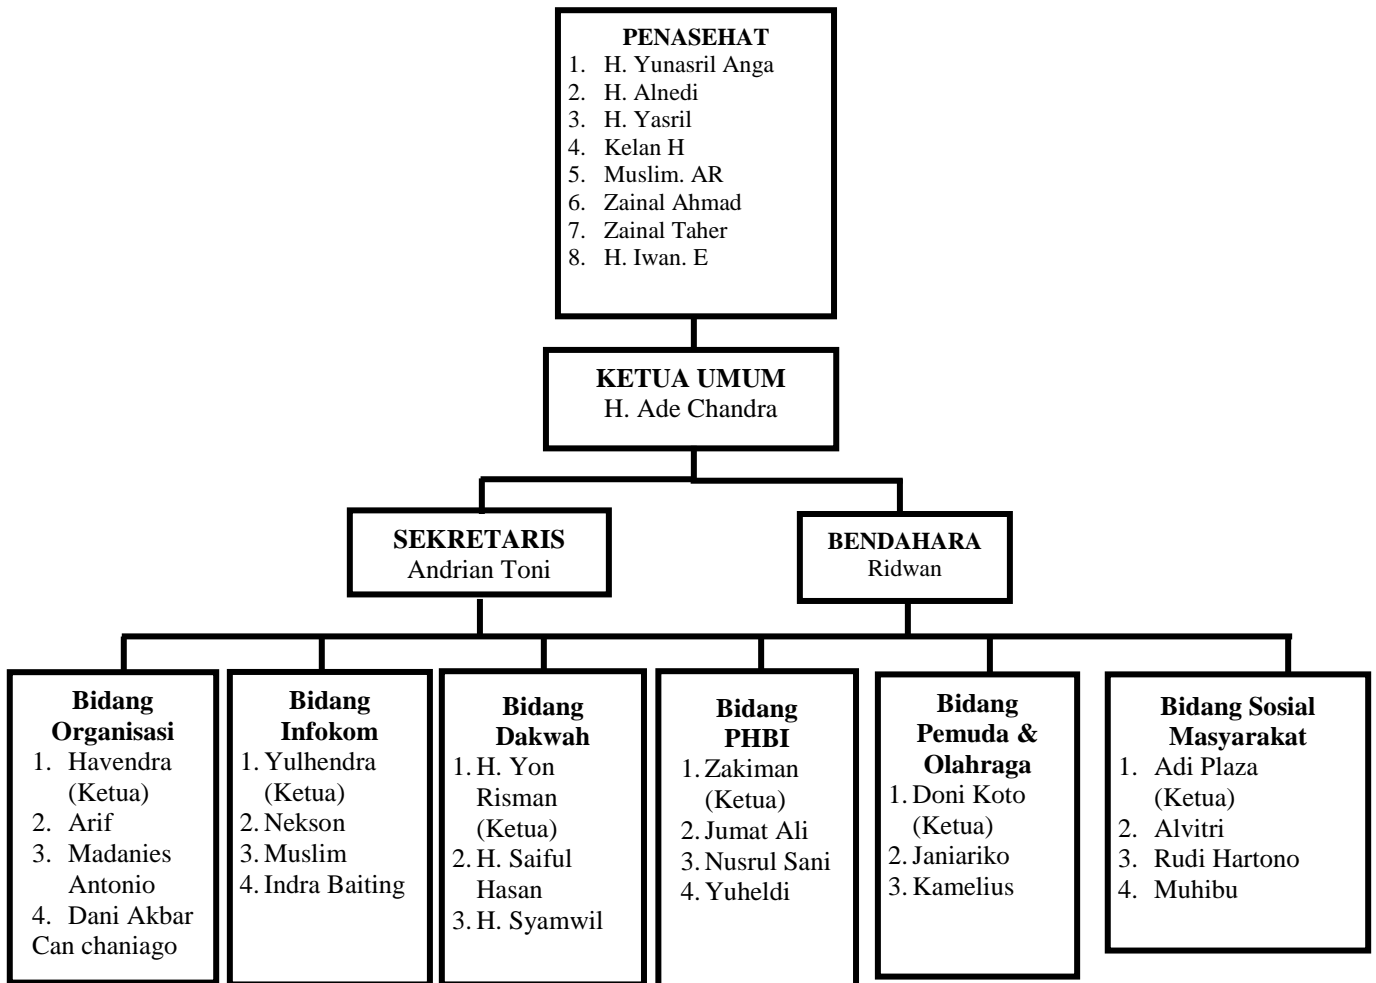 PENASEHAT
1. H. Yunasril Anga
2. H. Alnedi
3. H. Yasril
4. Kelan H
5. Muslim. AR
6. Zainal Ahmad
7. Zainal Taher
8. H. Iwan. E
KETUA UMUM
H. Ade Chandra
SEKRETARIS
Andrian Toni
BENDAHARA
Ridwan
Bidang
Organisasi
1. Havendra
(Ketua)
2. Arif
3. Madanies
Antonio
4. Dani Akbar
Can chaniago
Bidang
Infokom
1. Yulhendra
(Ketua)
2. Nekson
3. Muslim
4. Indra Baiting
Bidang
Dakwah
1. H. Yon
Risman
(Ketua)
2. H. Saiful
Hasan
3. H. Syamwil
Bidang
PHBI
1. Zakiman
(Ketua)
2. Jumat Ali
3. Nusrul Sani
4. Yuheldi
Bidang
Pemuda &
Olahraga
1. Doni Koto
(Ketua)
2. Janiariko
3. Kamelius
Bidang Sosial
Masyarakat
1. Adi Plaza
(Ketua)
2. Alvitri
3. Rudi Hartono
4. Muhibu